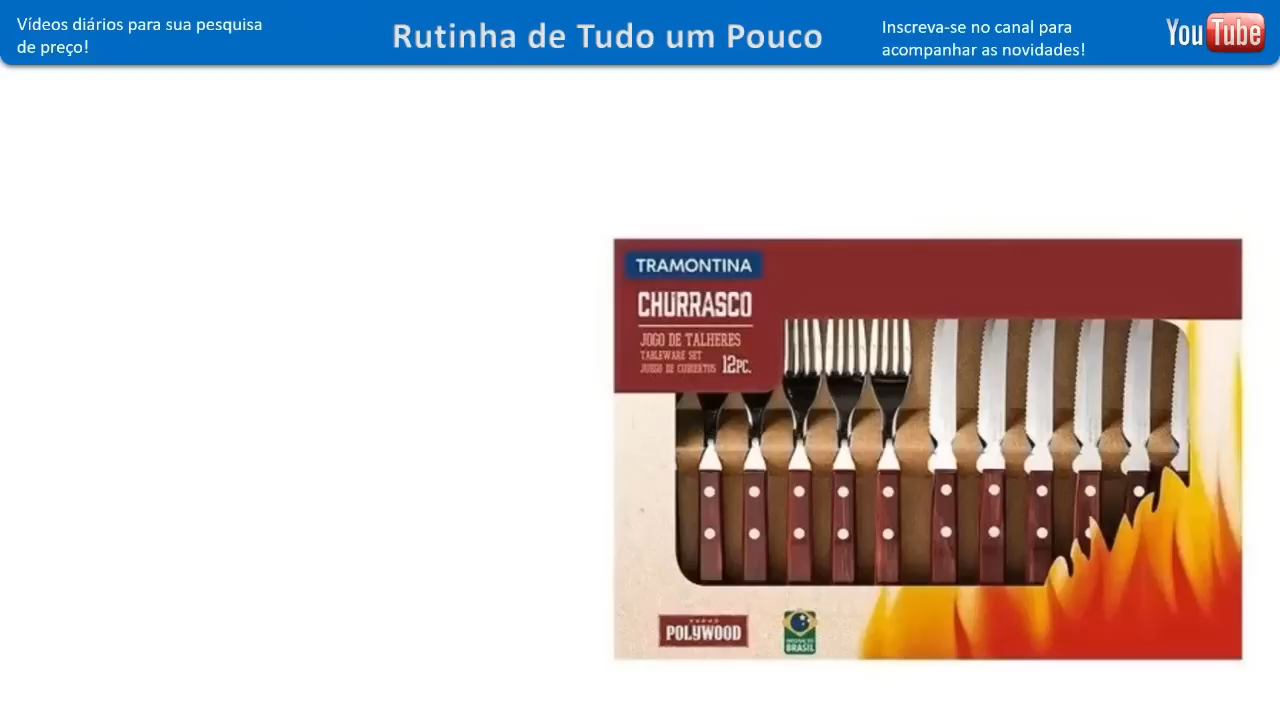 Vídeos diários para sua pesquisa
de preço!
Rutinha de Tudo um Pouco
Inscreva-se no canal para
acompanhar as novidades!
YouTube
TRAMONTINA
CHURRASCO
JOGO DE TALHERES
TABLEWARE SET
JUEGO DE CUBIERTOS 12PC.
POLYWOOD
BRASIL